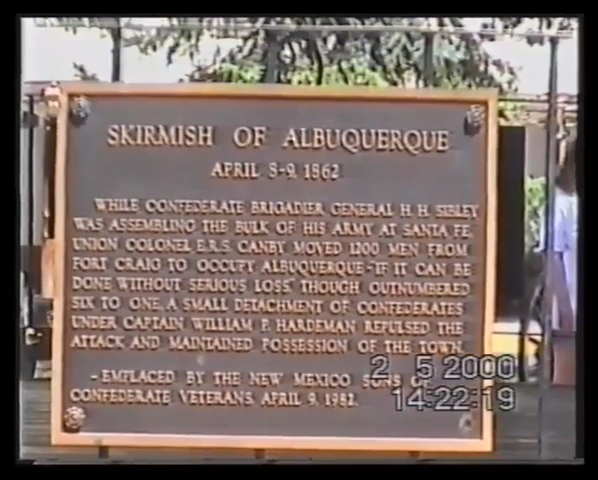 SKIRMISH OF ALBUQUERQUE
APRIL 8-9, 1862
WHILE CONFEDERATE BRIGADIER GENERAL H. H. SIBLEY
WAS ASSEMBLING THE BULK OF HIS ARMY AT SANTA FE,
UNION COLONEL E.R.S. CANBY MOVED 1200 MEN FROM
FORT CRAIG TO OCCUPY ALBUQUERQUE-"IF IT CAN BE
DONE WITHOUT SERIOUS LOSS." THOUGH OUTNUMBERED
SIX TO ONE, A SMALL DETACHMENT OF CONFEDERATES
UNDER CAPTAIN WILLIAM P. HARDEMAN REPULSED THE
ATTACK AND MAINTAINED POSSESSION OF THE TOWN.
-EMPLACED BY THE NEW MEXICO SONS OF
CONFEDERATE VETERANS, APRIL 9, 1982.
2 5 2000
14:22:19